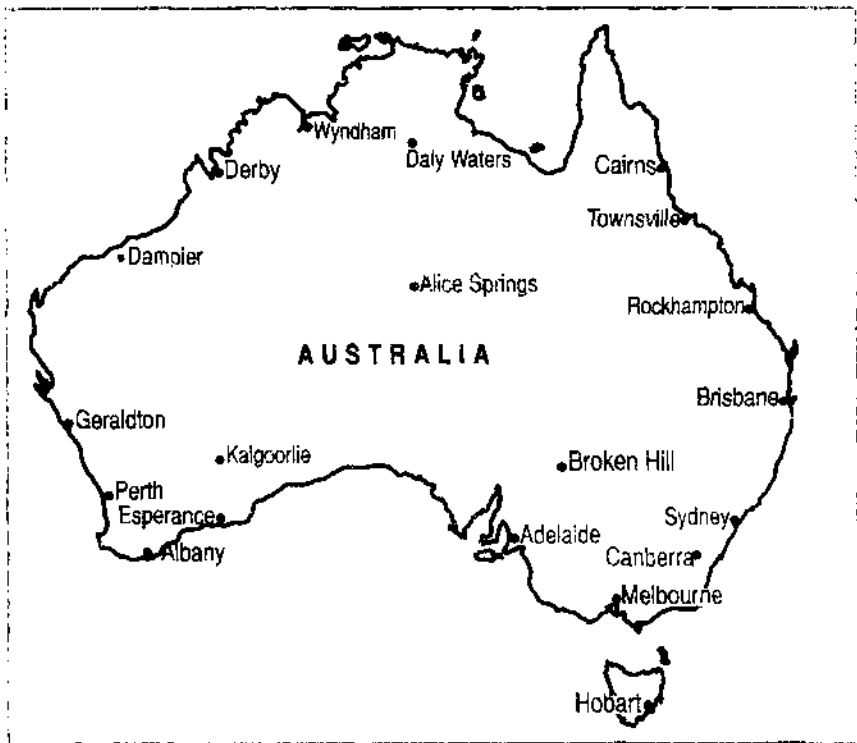 Wyndham
Daly Waters
Cairns
Derby
Townsville
Dampier
Alice Springs
Rockhampton
AUSTRALIA
Brisbane
Geraldton
Kalgoorlie
Broken Hill
Perth
Esperance
Sydney
Adelaide
Albany
Canberra
Melbourne
Hobart